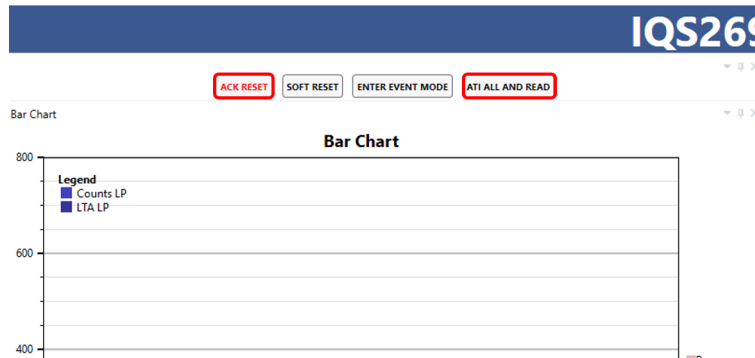 IQS269
ACK RESET SOFT RESET ENTER EVENT MODE ATI ALL AND READ
Bar Chart
Bar Chart
800
Legend
Counts LP
LTA LP
600
400